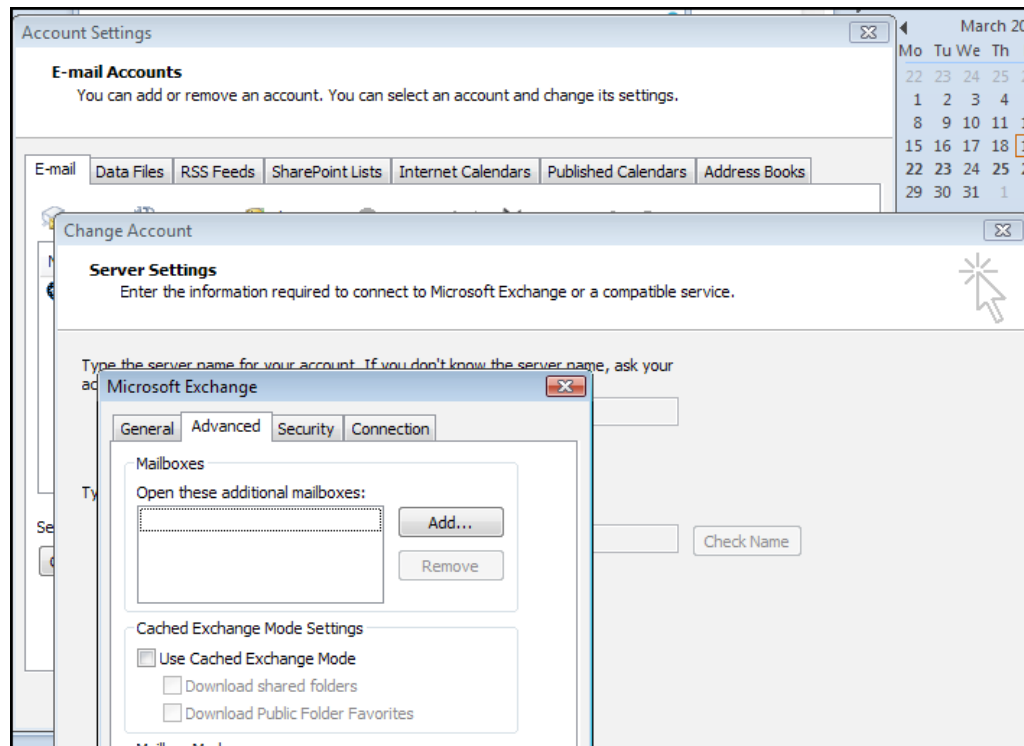 Account Settings
E-mail Accounts
You can add or remove an account. You can select an account and change its settings.
E-mail Data Files RSS Feeds SharePoint Lists Internet Calendars Published Calendars Address Books
March
Mo Tu We Th
22 23 24 25
1 2 3 4
8 9 10 11
15 16 17 18
22 23 24 25
29 30 31 1
Change Account
Server Settings
Enter the information required to connect to Microsoft Exchange or a compatible service.
Type the server name for your account. If you don't know the server name, ask your
Microsoft Exchange
General Advanced Security Connection
Mailboxes
Open these additional mailboxes:
Add...
Remove
Check Name
Cached Exchange Mode Settings
Use Cached Exchange Mode
Download shared folders
Download Public Folder Favorites